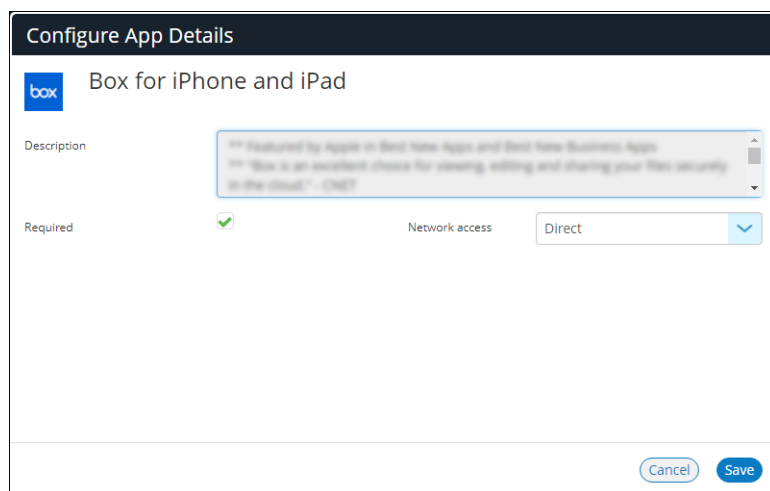 Configure App Details
box
Box for iPhone and iPad
Description
** Featured by Apple in Best New Apps and Best New Business Apps
** "Box is an excellent choice for viewing, editing and sharing your files securely
in the cloud." - CNET
Required
Network access
Direct
Cancel
Save